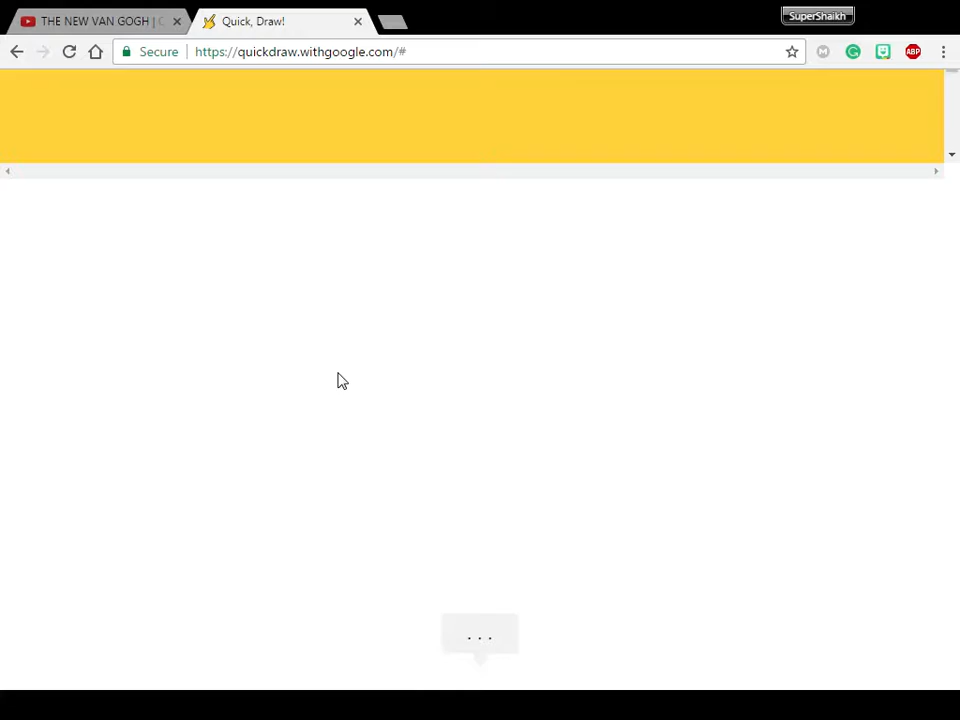 SuperShaikh
THE NEW VAN GOGH |
Quick, Draw!
Secure
https://quickdraw.withgoogle.com/#
M
G
ABP
...